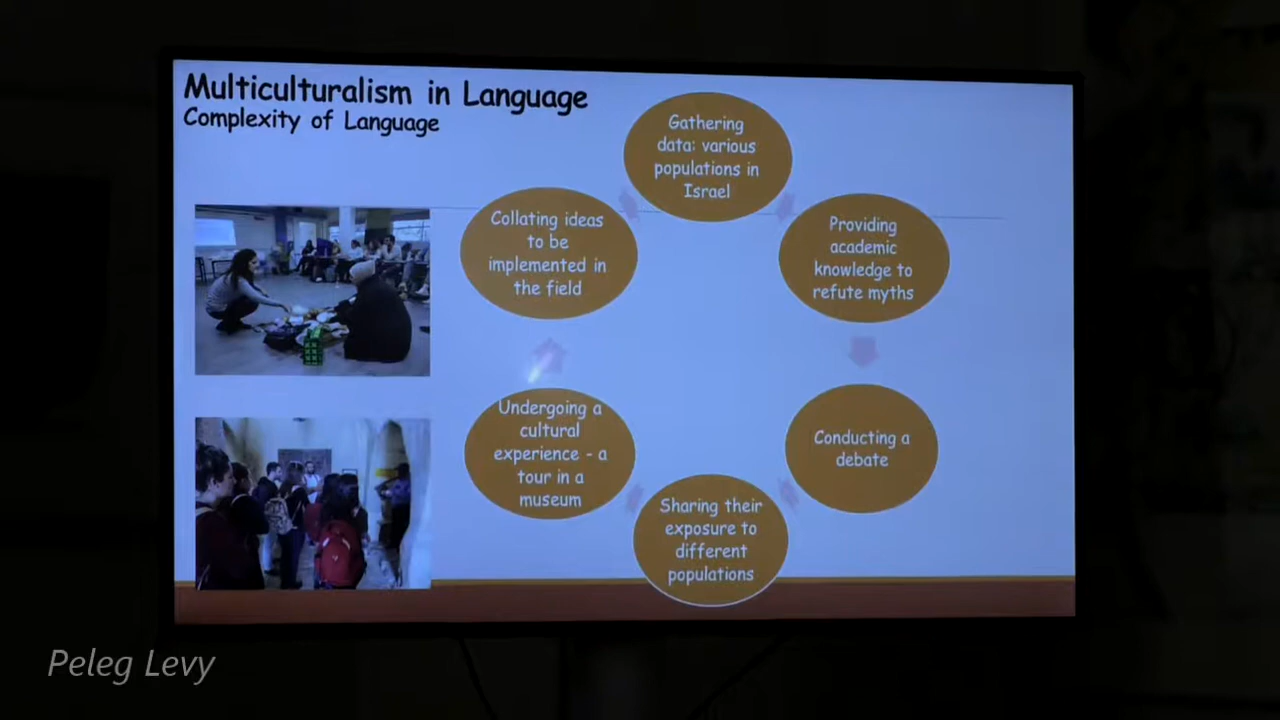 Multiculturalism in Language
Complexity of Language
Gathering
data: various
populations in
Israel
Providing
academic
knowledge to
refute myths
Conducting a
debate
Sharing their
exposure to
different
populations
Undergoing a
cultural
experience - a
tour in a
museum
Collating ideas
to be
implemented in
the field
Peleg Levy